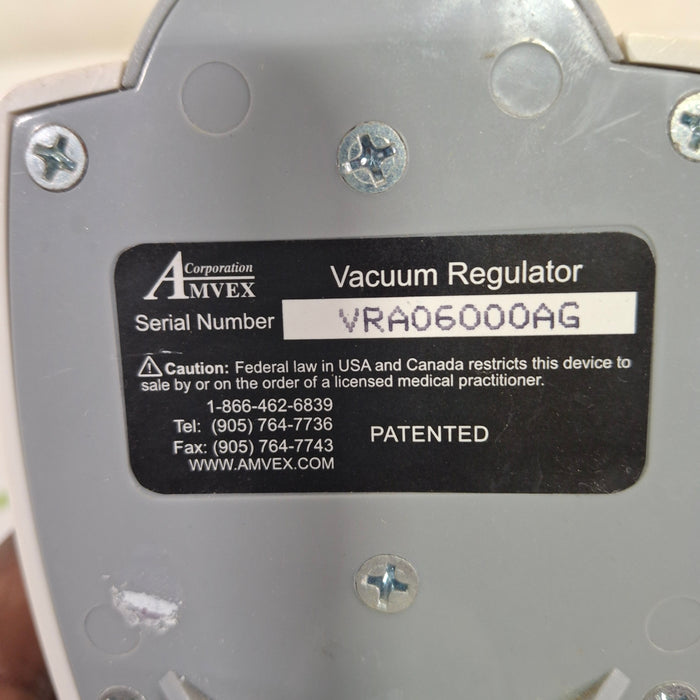 Corporation
AMVEX
Vacuum Regulator
Serial Number VRA06000AG
⚠ Caution: Federal law in USA and Canada restricts this device to
sale by or on the order of a licensed medical practitioner.
1-866-462-6839
Tel: (905) 764-7736
Fax: (905) 764-7743
WWW.AMVEX.COM
PATENTED